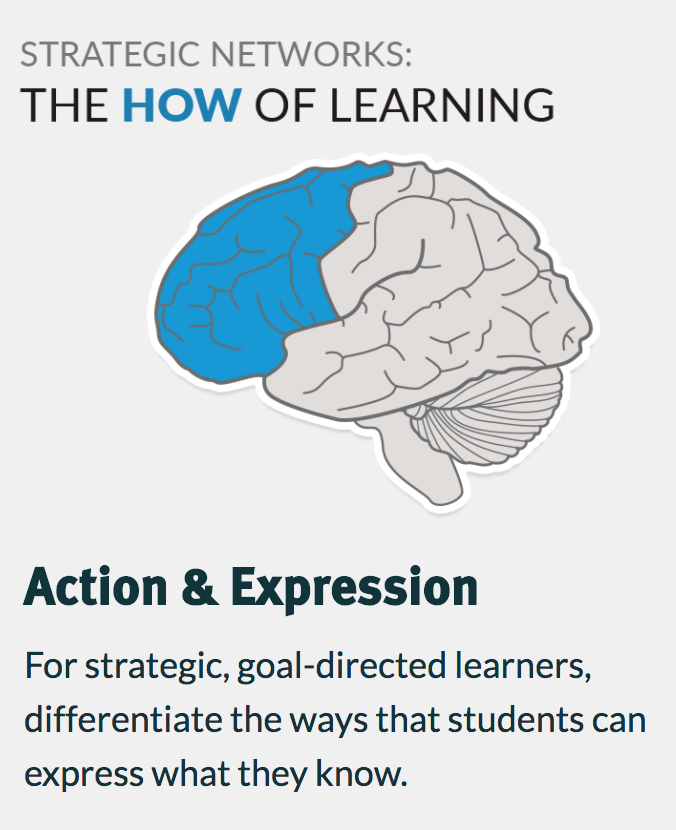 STRATEGIC NETWORKS:
THE HOW OF LEARNING
Action & Expression
For strategic, goal-directed learners,
differentiate the ways that students can
express what they know.